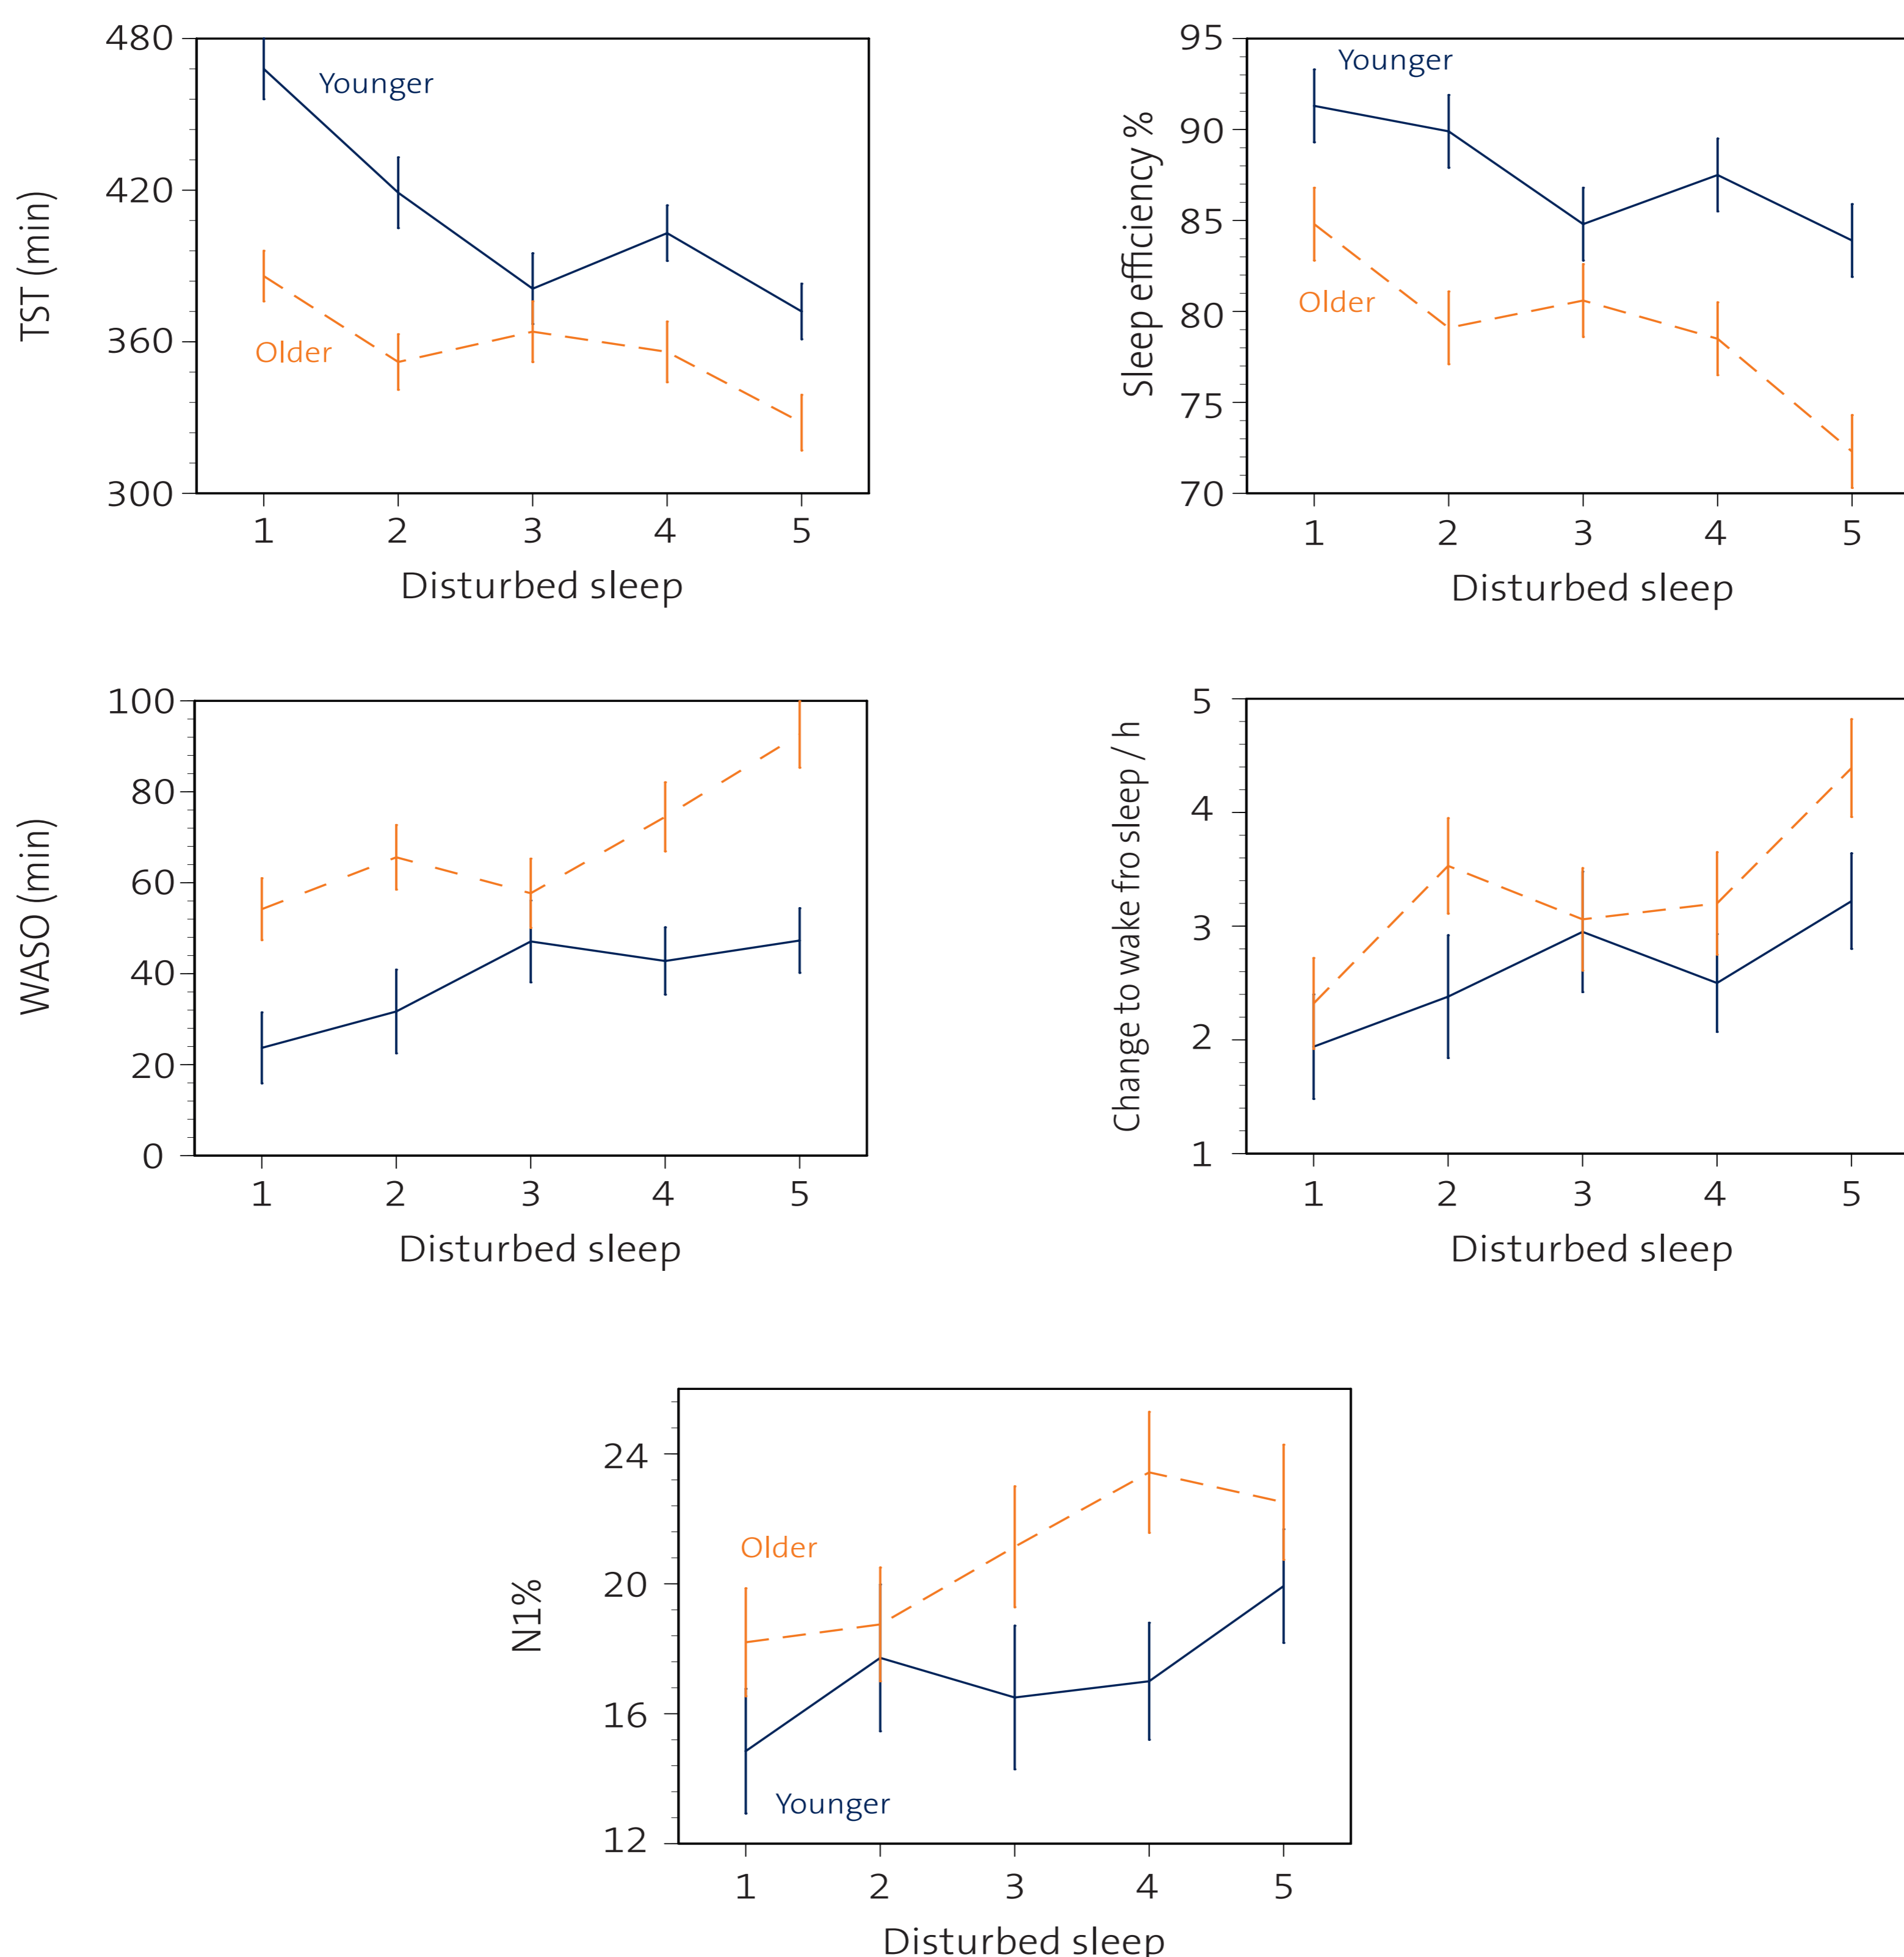 480
420
360
300
TST (min)
Younger
Older
1 2 3 4 5
Disturbed sleep
95
90
85
80
75
70
Sleep efficiency %
Younger
Older
1 2 3 4 5
Disturbed sleep
100
80
60
40
20
0
WASO (min)
1 2 3 4 5
Disturbed sleep
5
4
3
2
1
Change to wake fro sleep / h
1 2 3 4 5
Disturbed sleep
24
20
16
12
N1%
Older
Younger
1 2 3 4 5
Disturbed sleep